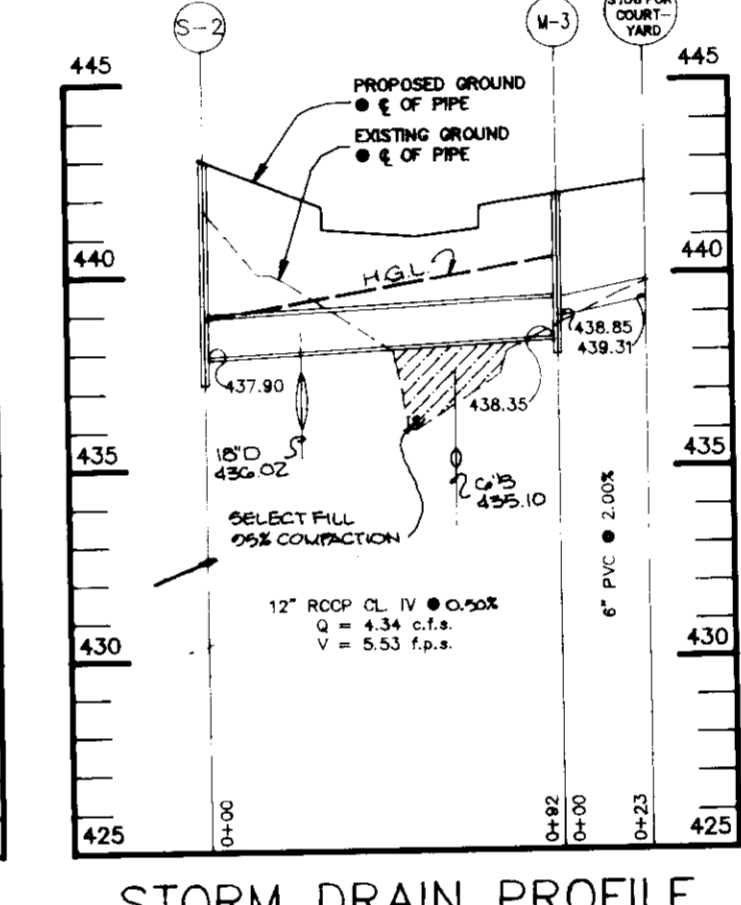 S-2
M-3
STUB FOR
COURT-
YARD
445
445
PROPOSED GROUND
@ ℄ OF PIPE
EXISTING GROUND
@ ℄ OF PIPE
440
440
H.G.L.
438.85
439.31
437.90
438.35
18"D
436.02
435
435
6"S
435.10
SELECT FILL
95% COMPACTION
6" PVC @ 2.00%
12" RCCP CL. IV @ 0.50%
Q = 4.34 c.f.s.
V = 5.53 f.p.s.
430
430
0+00
0+92
0+00
0+23
425
425
STORM DRAIN PROFILE